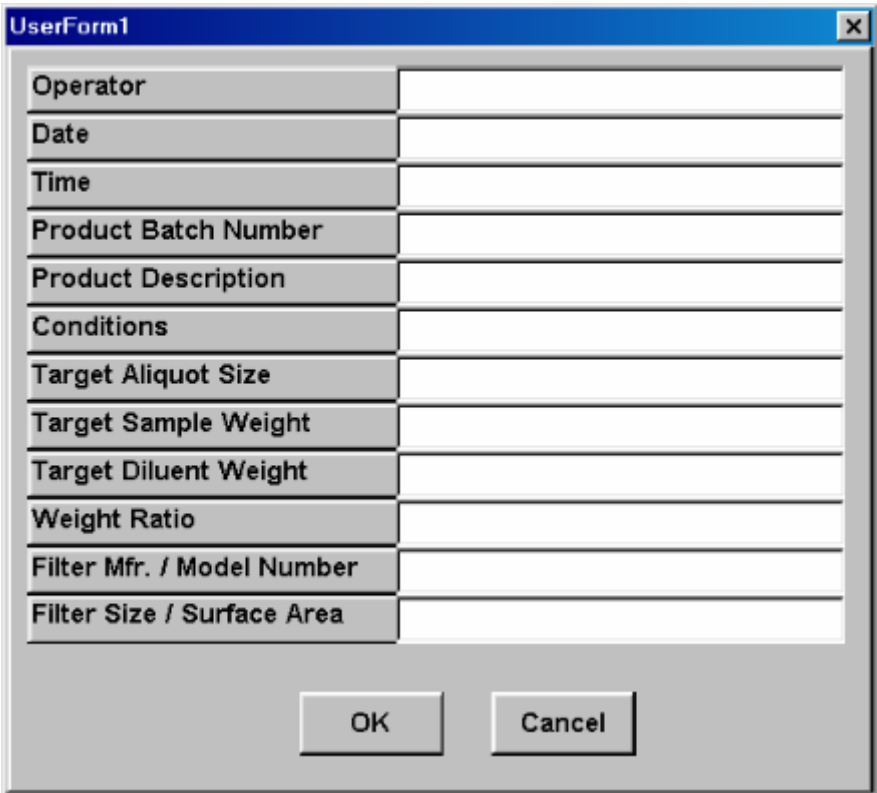 UserForm1
Operator
Date
Time
Product Batch Number
Product Description
Conditions
Target Aliquot Size
Target Sample Weight
Target Diluent Weight
Weight Ratio
Filter Mfr. / Model Number
Filter Size / Surface Area
OK Cancel